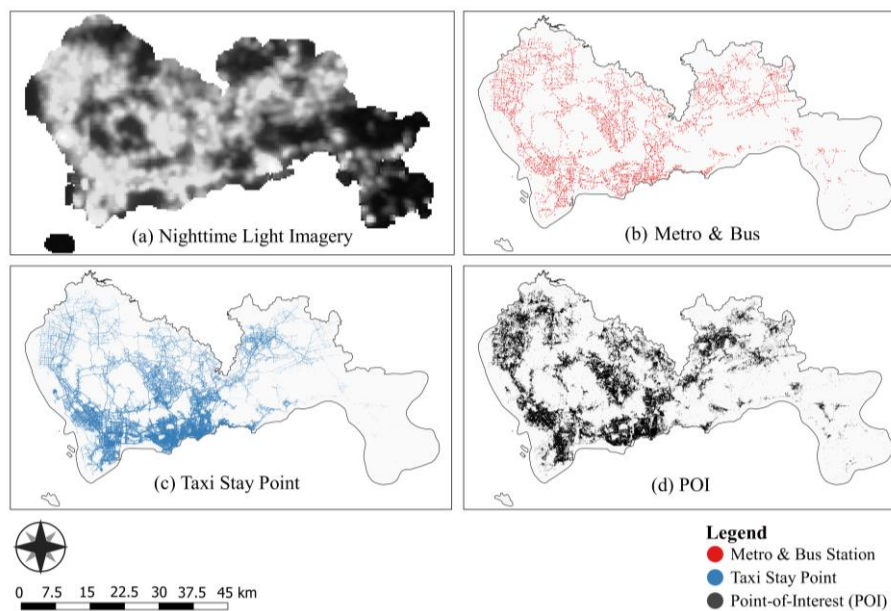 (a) Nighttime Light Imagery
(b) Metro & Bus
(c) Taxi Stay Point
(d) POI
Legend
Metro & Bus Station
Taxi Stay Point
Point-of-Interest (POI)
0 7.5 15 22.5 30 37.5 45 km